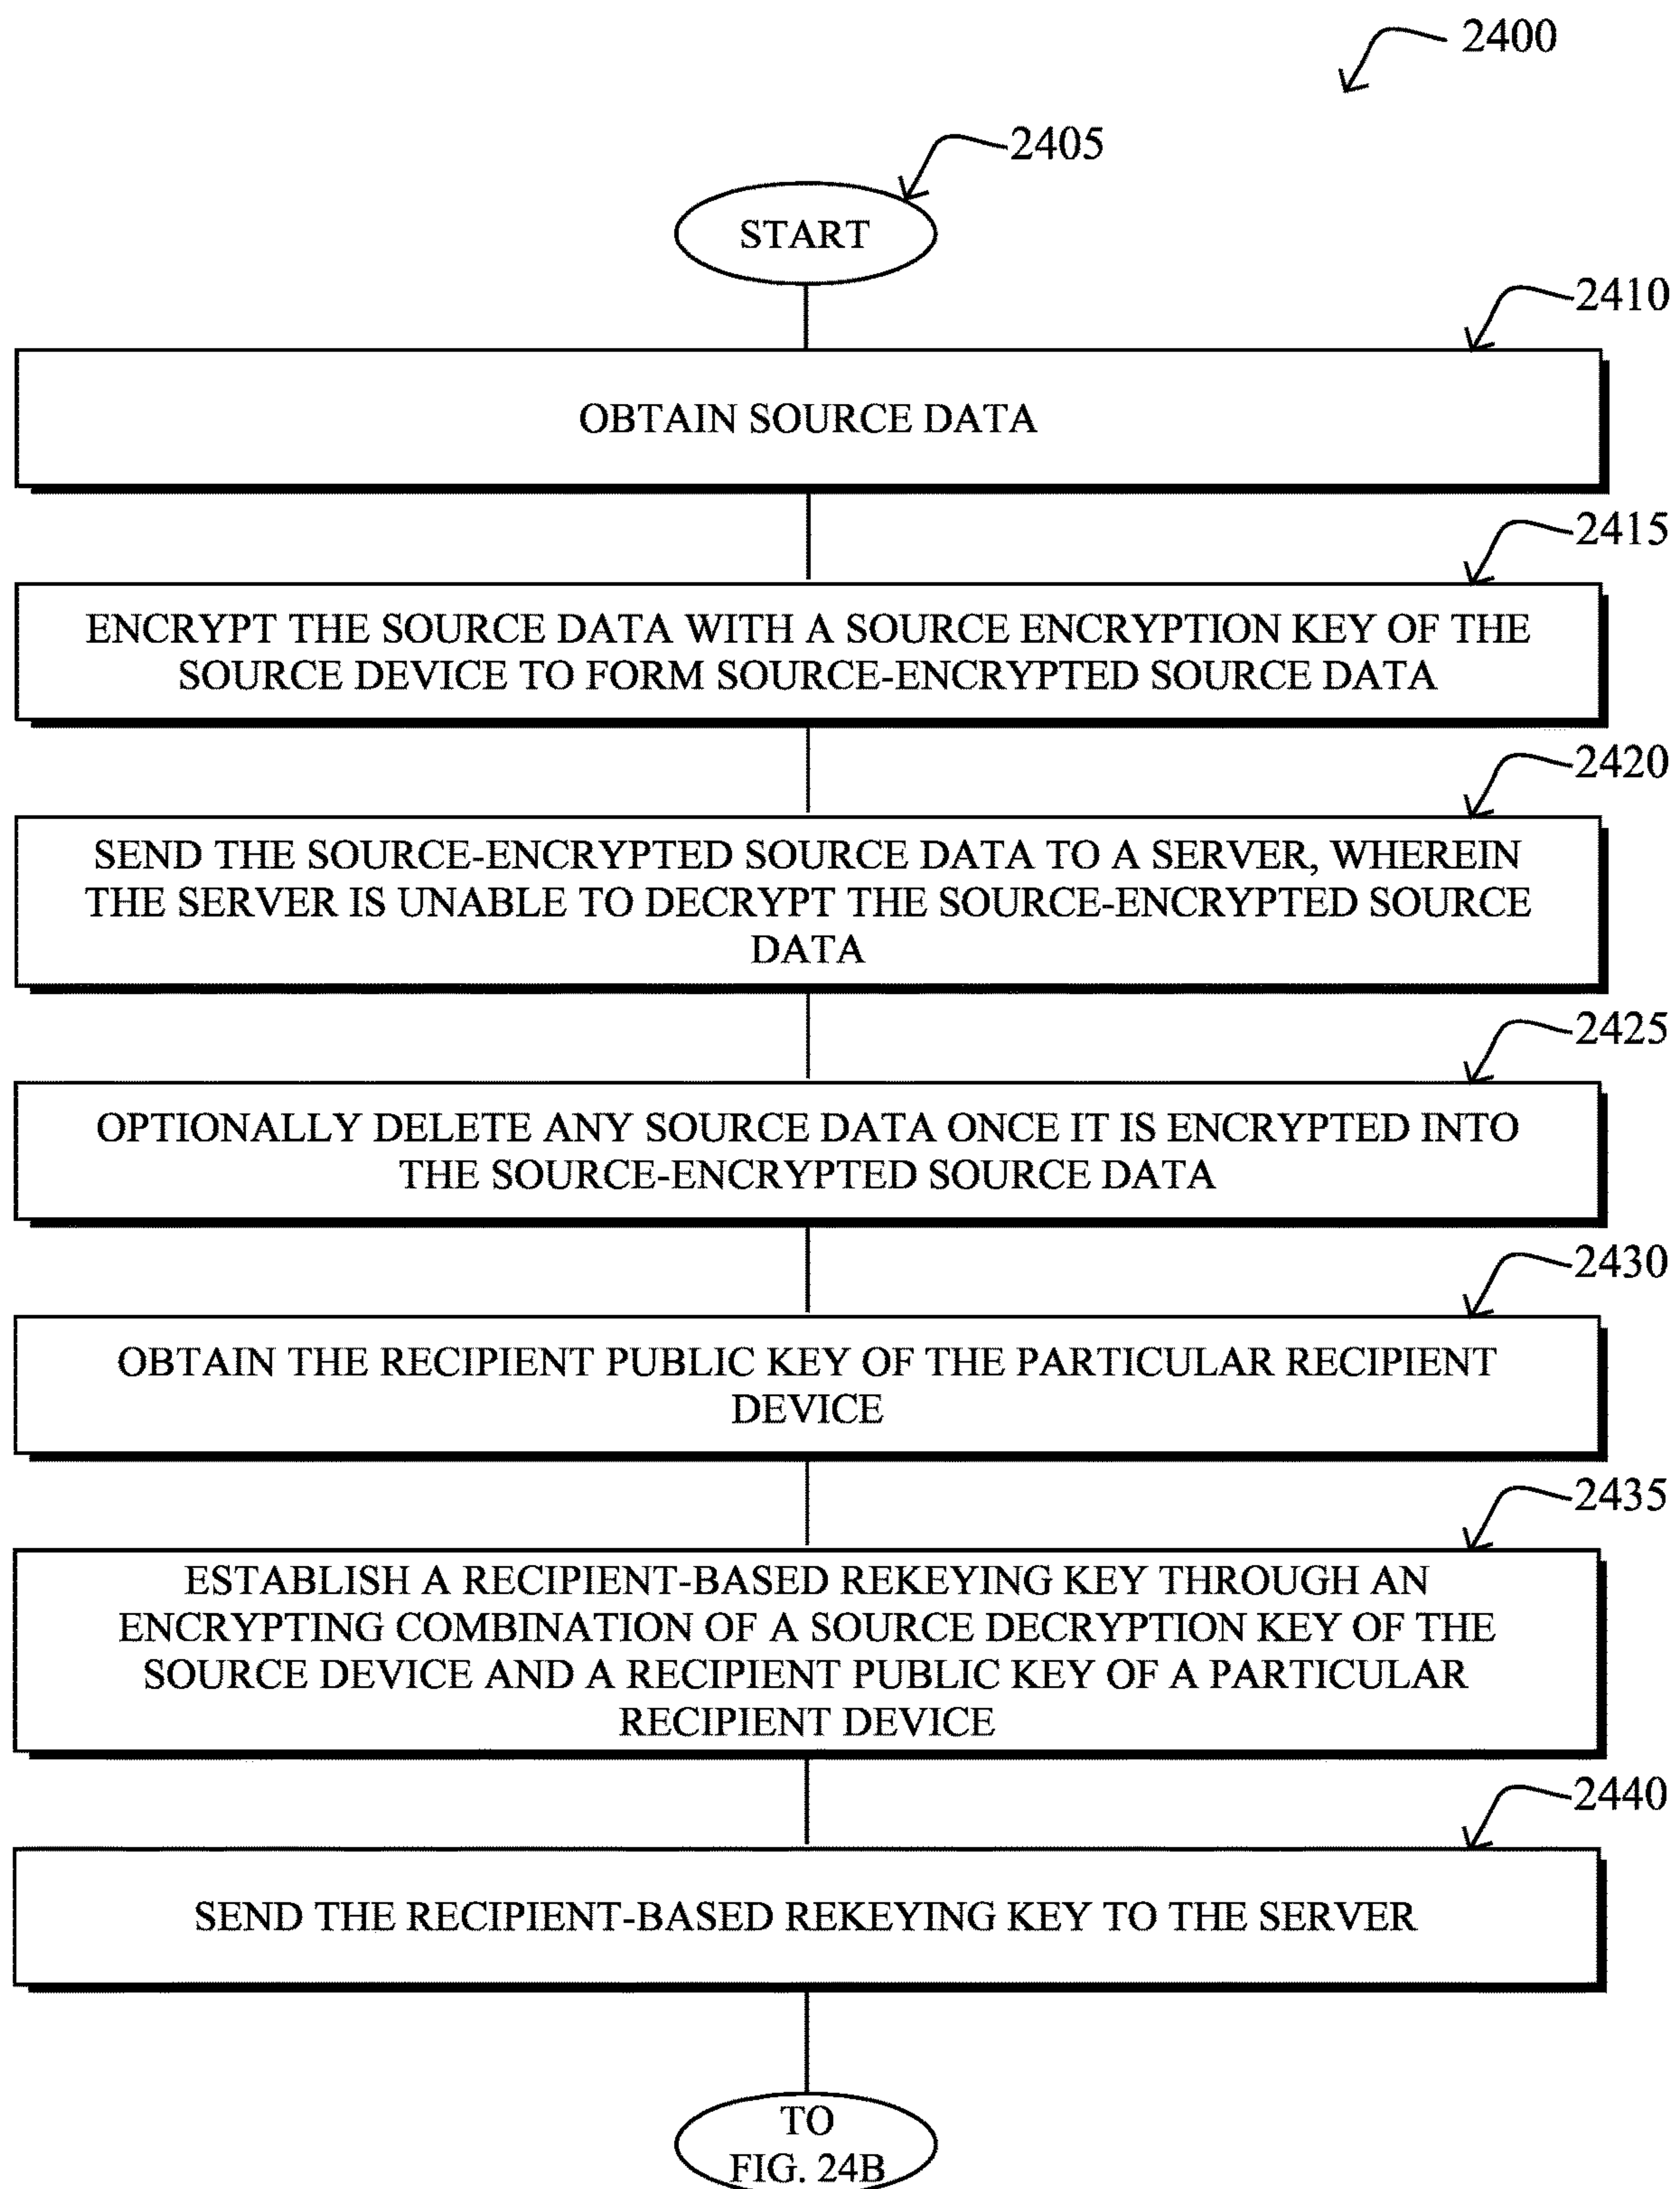 2400
2405
START
2410
OBTAIN SOURCE DATA
2415
ENCRYPT THE SOURCE DATA WITH A SOURCE ENCRYPTION KEY OF THE
SOURCE DEVICE TO FORM SOURCE-ENCRYPTED SOURCE DATA
2420
SEND THE SOURCE-ENCRYPTED SOURCE DATA TO A SERVER, WHEREIN
THE SERVER IS UNABLE TO DECRYPT THE SOURCE-ENCRYPTED SOURCE
DATA
2425
OPTIONALLY DELETE ANY SOURCE DATA ONCE IT IS ENCRYPTED INTO
THE SOURCE-ENCRYPTED SOURCE DATA
2430
OBTAIN THE RECIPIENT PUBLIC KEY OF THE PARTICULAR RECIPIENT
DEVICE
2435
ESTABLISH A RECIPIENT-BASED REKEYING KEY THROUGH AN
ENCRYPTING COMBINATION OF A SOURCE DECRYPTION KEY OF THE
SOURCE DEVICE AND A RECIPIENT PUBLIC KEY OF A PARTICULAR
RECIPIENT DEVICE
2440
SEND THE RECIPIENT-BASED REKEYING KEY TO THE SERVER
TO
FIG. 24B